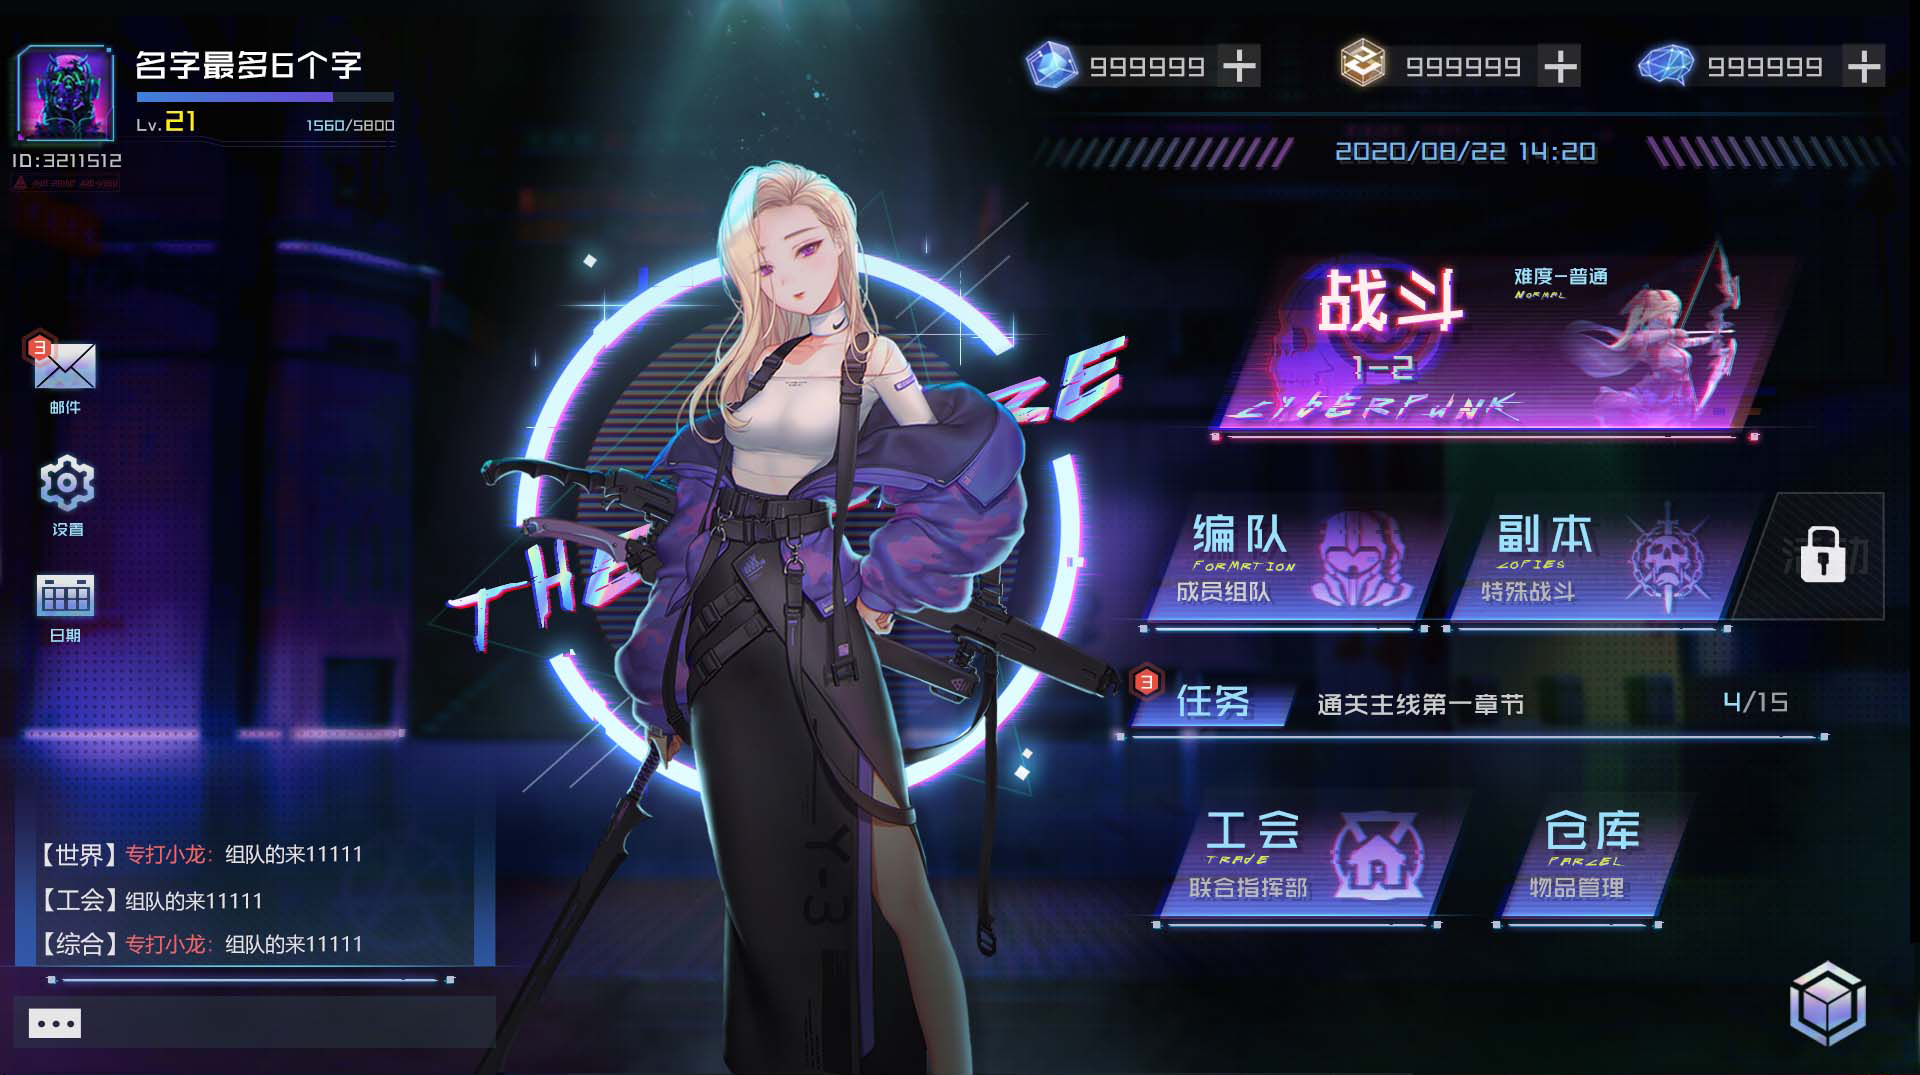 名字最多6个字
Lv.21
1560/5800
ID:3211512
999999
999999
999999
2020/08/22 14:20
战斗
难度-普通
NORMAL
1-2
CYBERPUNK
3
邮件
设置
日期
THE
ZE
编队
FORMATION
成员组队
副本
COPIES
特殊战斗
3
任务
通关主线第一章节
4/15
工会
TRADE
联合指挥部
仓库
PARCEL
物品管理
【世界】专打小龙：组队的来11111
【工会】组队的来11111
【综合】专打小龙：组队的来11111
Y-3